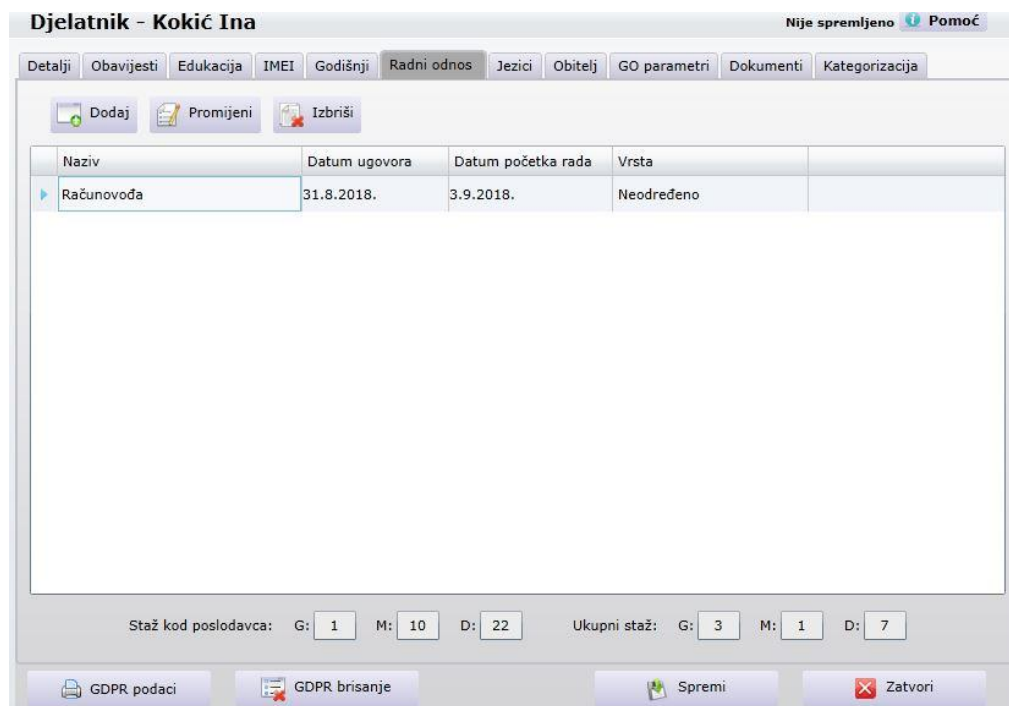 Djelatnik - Kokić Ina
Nije spremljeno Pomoć
Detalji Obavijesti Edukacija IMEI Godišnji Radni odnos Jezici Obitelj GO parametri Dokumenti Kategorizacija
Dodaj Promijeni Izbriši
Naziv Datum ugovora Datum početka rada Vrsta
Računovođa 31.8.2018. 3.9.2018. Neodređeno
Staž kod poslodavca: G: 1 M: 10 D: 22 Ukupni staž: G: 3 M: 1 D: 7
GDPR podaci GDPR brisanje Spremi Zatvori